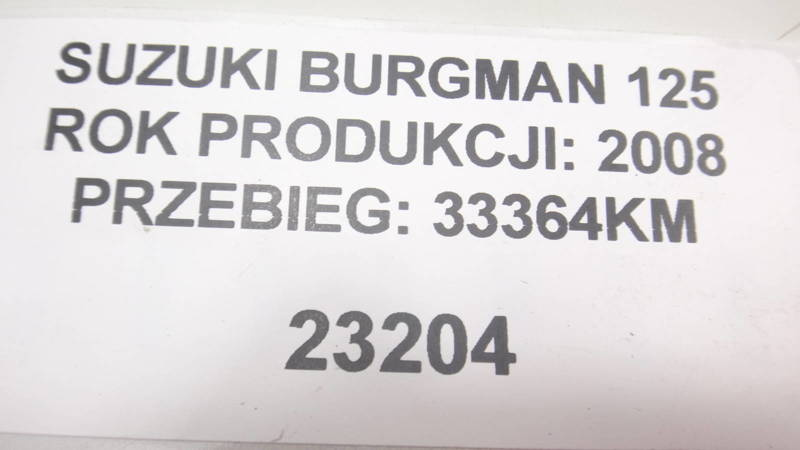 SUZUKI BURGMAN 125
ROK PRODUKCJI: 2008
PRZEBIEG: 33364KM
23204